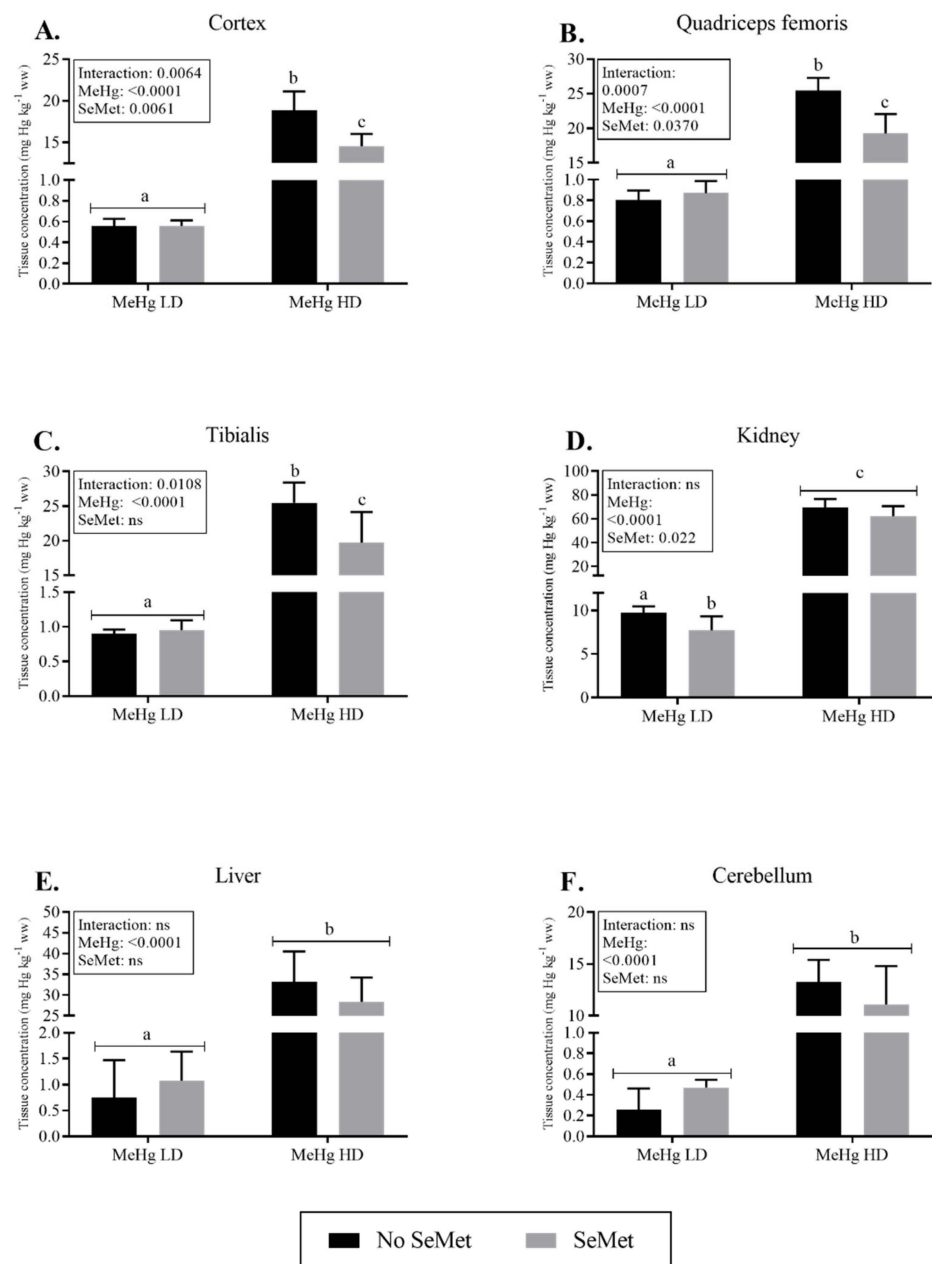 A.
Cortex
Tissue concentration (mg Hg kg⁻¹ ww)
25
20
15
1.0
0.8
0.6
0.4
0.2
0.0
Interaction: 0.0064
MeHg: <0.0001
SeMet: 0.0061
a
b
c
MeHg LD
MeHg HD
B.
Quadriceps femoris
Tissue concentration (mg Hg kg⁻¹ ww)
30
25
20
15
1.0
0.8
0.6
0.4
0.2
0.0
Interaction:
0.0007
MeHg: <0.0001
SeMet: 0.0370
a
b
c
MeHg LD
MeHg HD
C.
Tibialis
Tissue concentration (mg Hg kg⁻¹ ww)
30
25
20
15
1.5
1.0
0.5
0.0
Interaction: 0.0108
MeHg: <0.0001
SeMet: ns
a
b
c
MeHg LD
MeHg HD
D.
Kidney
Tissue concentration (mg Hg kg⁻¹ ww)
100
80
60
40
20
10
5
0
Interaction: ns
MeHg:
<0.0001
SeMet: 0.022
a
b
c
MeHg LD
MeHg HD
E.
Liver
Tissue concentration (mg Hg kg⁻¹ ww)
50
45
40
35
30
25
2.0
1.5
1.0
0.5
0.0
Interaction: ns
MeHg: <0.0001
SeMet: ns
a
b
MeHg LD
MeHg HD
F.
Cerebellum
Tissue concentration (mg Hg kg⁻¹ ww)
20
15
10
1.0
0.8
0.6
0.4
0.2
0.0
Interaction: ns
MeHg:
<0.0001
SeMet: ns
a
b
MeHg LD
MeHg HD
No SeMet
SeMet